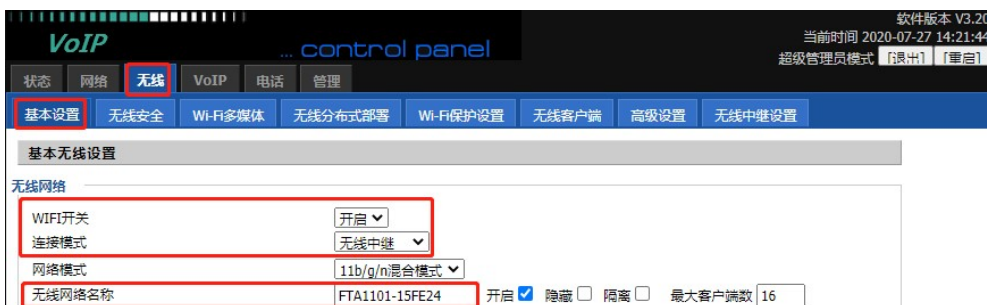 软件版本 V3.20
VoIP ... control panel
当前时间 2020-07-27 14:21:44
超级管理员模式 [退出] [重启]
状态 网络 无线 VoIP 电话 管理
基本设置 无线安全 Wi-Fi多媒体 无线分布式部署 Wi-Fi保护设置 无线客户端 高级设置 无线中继设置
基本无线设置
无线网络
WIFI开关 开启
连接模式 无线中继
网络模式 11b/g/n混合模式
无线网络名称 FTA1101-15FE24 开启 隐藏 隔离 最大客户端数 16